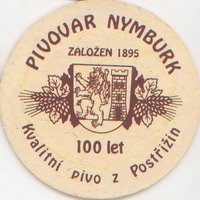 PIVOVAR NYMBURK
ZALOŽEN 1895
100 let
Kvalitní pivo z Postřižin